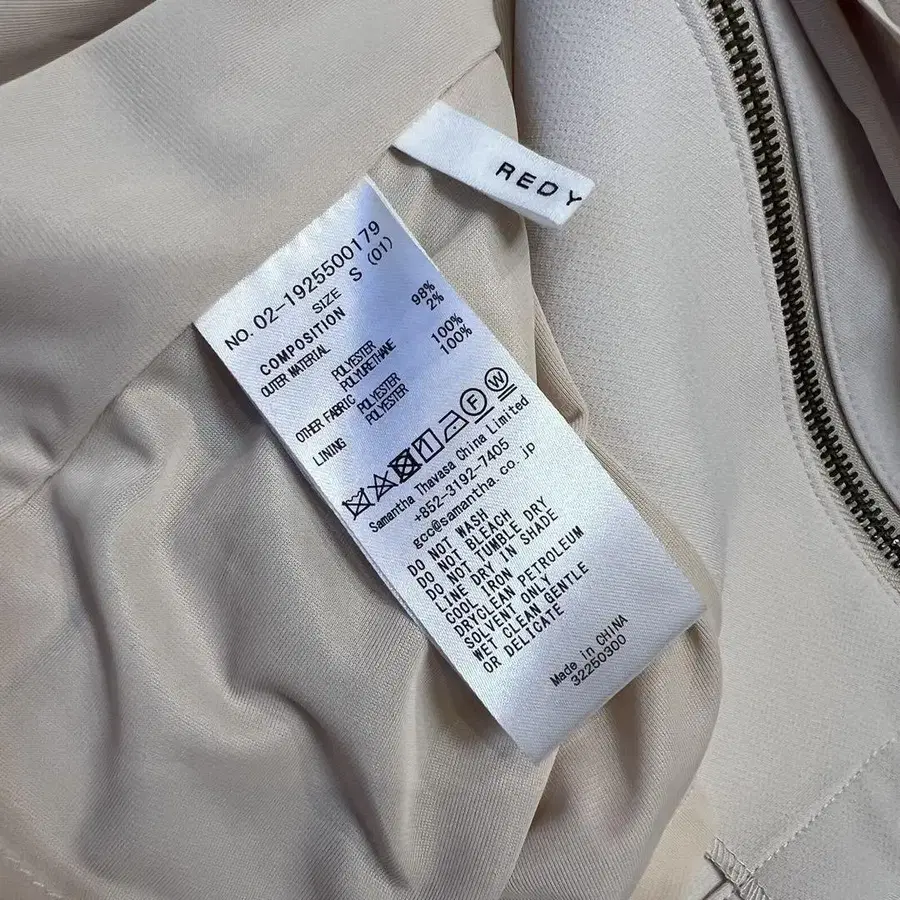 REDY
NO. 02-1925500179
SIZE S (01)
COMPOSITION
OUTER MATERIAL
POLYESTER 98%
POLYURETHANE 2%
OTHER FABRIC
POLYESTER 100%
LINING POLYESTER 100%
F W
Samantha Thavasa China Limited
+852-3192-7405
gcc@samantha.co.jp
DO NOT WASH
DO NOT BLEACH
DO NOT TUMBLE DRY
LINE DRY IN SHADE
COOL IRON
DRYCLEAN PETROLEUM
SOLVENT ONLY
WET CLEAN GENTLE
OR DELICATE
Made in CHINA
32250300